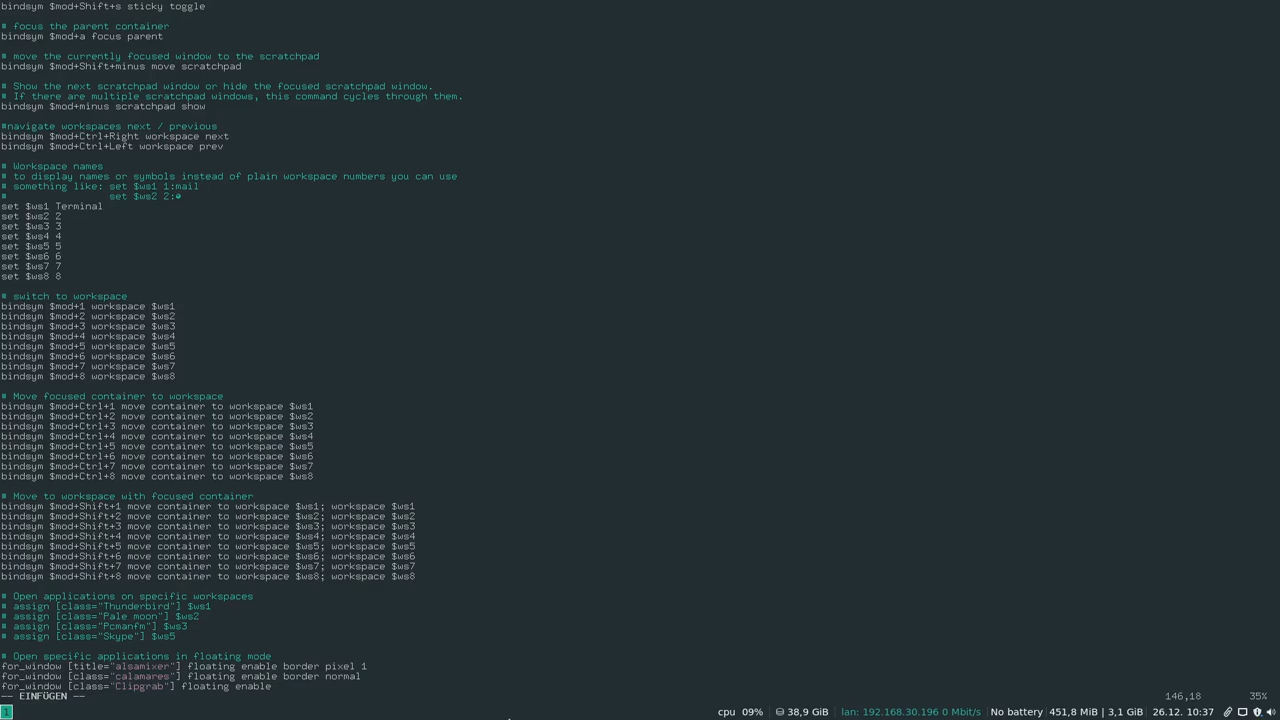 bindsym $mod+Shift+s sticky toggle
# focus the parent container
bindsym $mod+a focus parent
# move the currently focused window to the scratchpad
bindsym $mod+Shift+minus move scratchpad
# Show the next scratchpad window or hide the focused scratchpad window.
# If there are multiple scratchpad windows, this command cycles through them.
bindsym $mod+minus scratchpad show
#navigate workspaces next / previous
bindsym $mod+Ctrl+Right workspace next
bindsym $mod+Ctrl+Left workspace prev
# Workspace names
# to display names or symbols instead of plain workspace numbers you can use
# something like: set $ws1 1:mail
#                 set $ws2 2:
set $ws1 Terminal
set $ws2 2
set $ws3 3
set $ws4 4
set $ws5 5
set $ws6 6
set $ws7 7
set $ws8 8
# switch to workspace
bindsym $mod+1 workspace $ws1
bindsym $mod+2 workspace $ws2
bindsym $mod+3 workspace $ws3
bindsym $mod+4 workspace $ws4
bindsym $mod+5 workspace $ws5
bindsym $mod+6 workspace $ws6
bindsym $mod+7 workspace $ws7
bindsym $mod+8 workspace $ws8
# Move focused container to workspace
bindsym $mod+Ctrl+1 move container to workspace $ws1
bindsym $mod+Ctrl+2 move container to workspace $ws2
bindsym $mod+Ctrl+3 move container to workspace $ws3
bindsym $mod+Ctrl+4 move container to workspace $ws4
bindsym $mod+Ctrl+5 move container to workspace $ws5
bindsym $mod+Ctrl+6 move container to workspace $ws6
bindsym $mod+Ctrl+7 move container to workspace $ws7
bindsym $mod+Ctrl+8 move container to workspace $ws8
# Move to workspace with focused container
bindsym $mod+Shift+1 move container to workspace $ws1; workspace $ws1
bindsym $mod+Shift+2 move container to workspace $ws2; workspace $ws2
bindsym $mod+Shift+3 move container to workspace $ws3; workspace $ws3
bindsym $mod+Shift+4 move container to workspace $ws4; workspace $ws4
bindsym $mod+Shift+5 move container to workspace $ws5; workspace $ws5
bindsym $mod+Shift+6 move container to workspace $ws6; workspace $ws6
bindsym $mod+Shift+7 move container to workspace $ws7; workspace $ws7
bindsym $mod+Shift+8 move container to workspace $ws8; workspace $ws8
# Open applications on specific workspaces
# assign [class="Thunderbird"] $ws1
# assign [class="Pale moon"] $ws2
# assign [class="Pcmanfm"] $ws3
# assign [class="Skype"] $ws5
# Open specific applications in floating mode
for_window [title="alsamixer"] floating enable border pixel 1
for_window [class="calamares"] floating enable border normal
for_window [class="Clipgrab"] floating enable
-- EINFÜGEN -- 146,18 35%
1 cpu 09% 38,9 GiB lan: 192.168.30.196 0 Mbit/s No battery 451,8 MiB | 3,1 GiB 26.12. 10:37